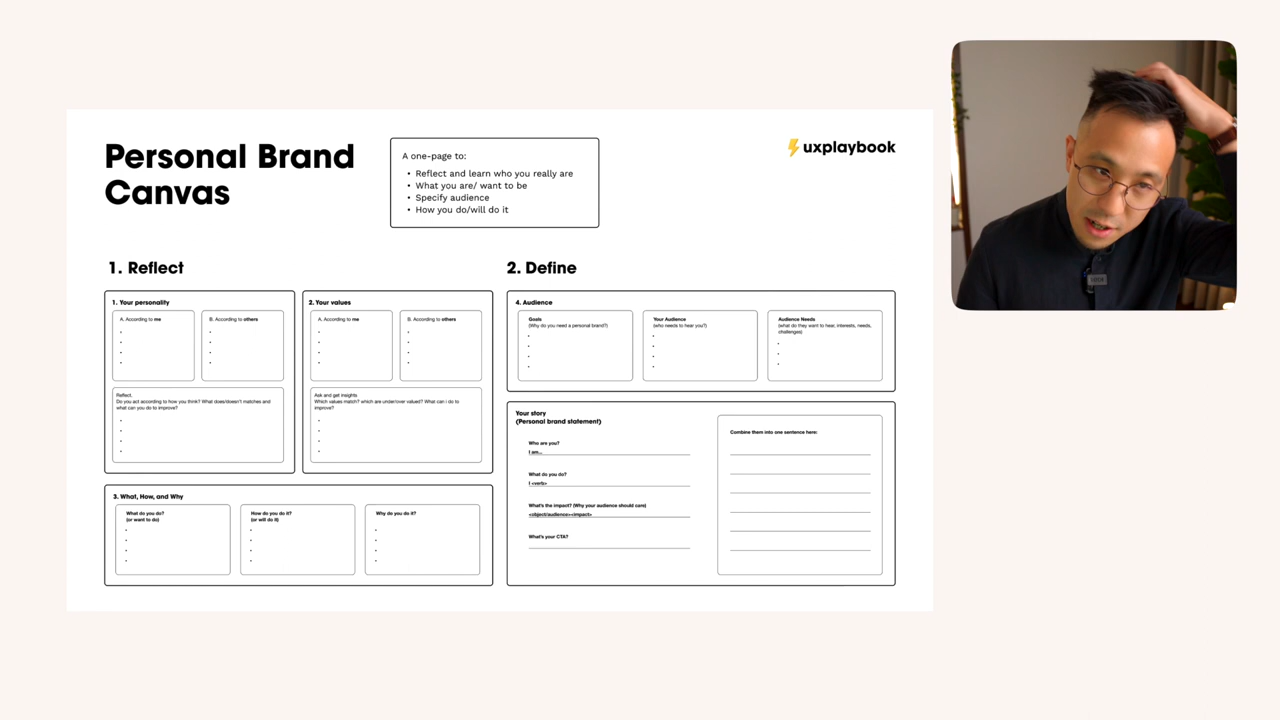 Personal Brand
Canvas
A one-page to:
• Reflect and learn who you really are
• What you are/ want to be
• Specify audience
• How you do/will do it
uxplaybook
1. Reflect
1. Your personality
A. According to me
B. According to others
Reflect.
Do you act according to how you think? What does/doesn't matches and
what can you do to improve?
2. Your values
A. According to me
B. According to others
Ask and get insights
Which values match? which are under/over valued? What can i do to
improve?
3. What, How, and Why
What do you do?
(or want to do)
How do you do it?
(or will do it)
Why do you do it?
2. Define
4. Audience
Goals
(Why do you need a personal brand?)
Your Audience
(who needs to hear you?)
Audience Needs
(what do they want to hear, interests, needs,
challenges)
Your story
(Personal brand statement)
Who are you?
I am...
What do you do?
I <verb>
What's the impact? (Why your audience should care)
<object/audience><impact>
What's your CTA?
Combine them into one sentence here: